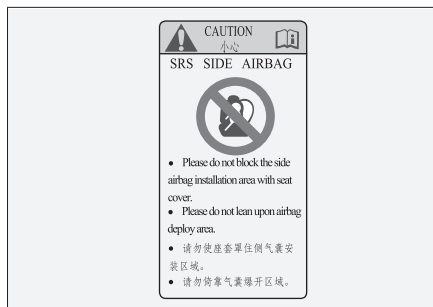 CAUTION
小心
SRS SIDE AIRBAG
• Please do not block the side
airbag installation area with seat
cover.
• Please do not lean upon airbag
deploy area.
• 请勿使座套罩住侧气囊安
装区域。
• 请勿倚靠气囊爆开区域。